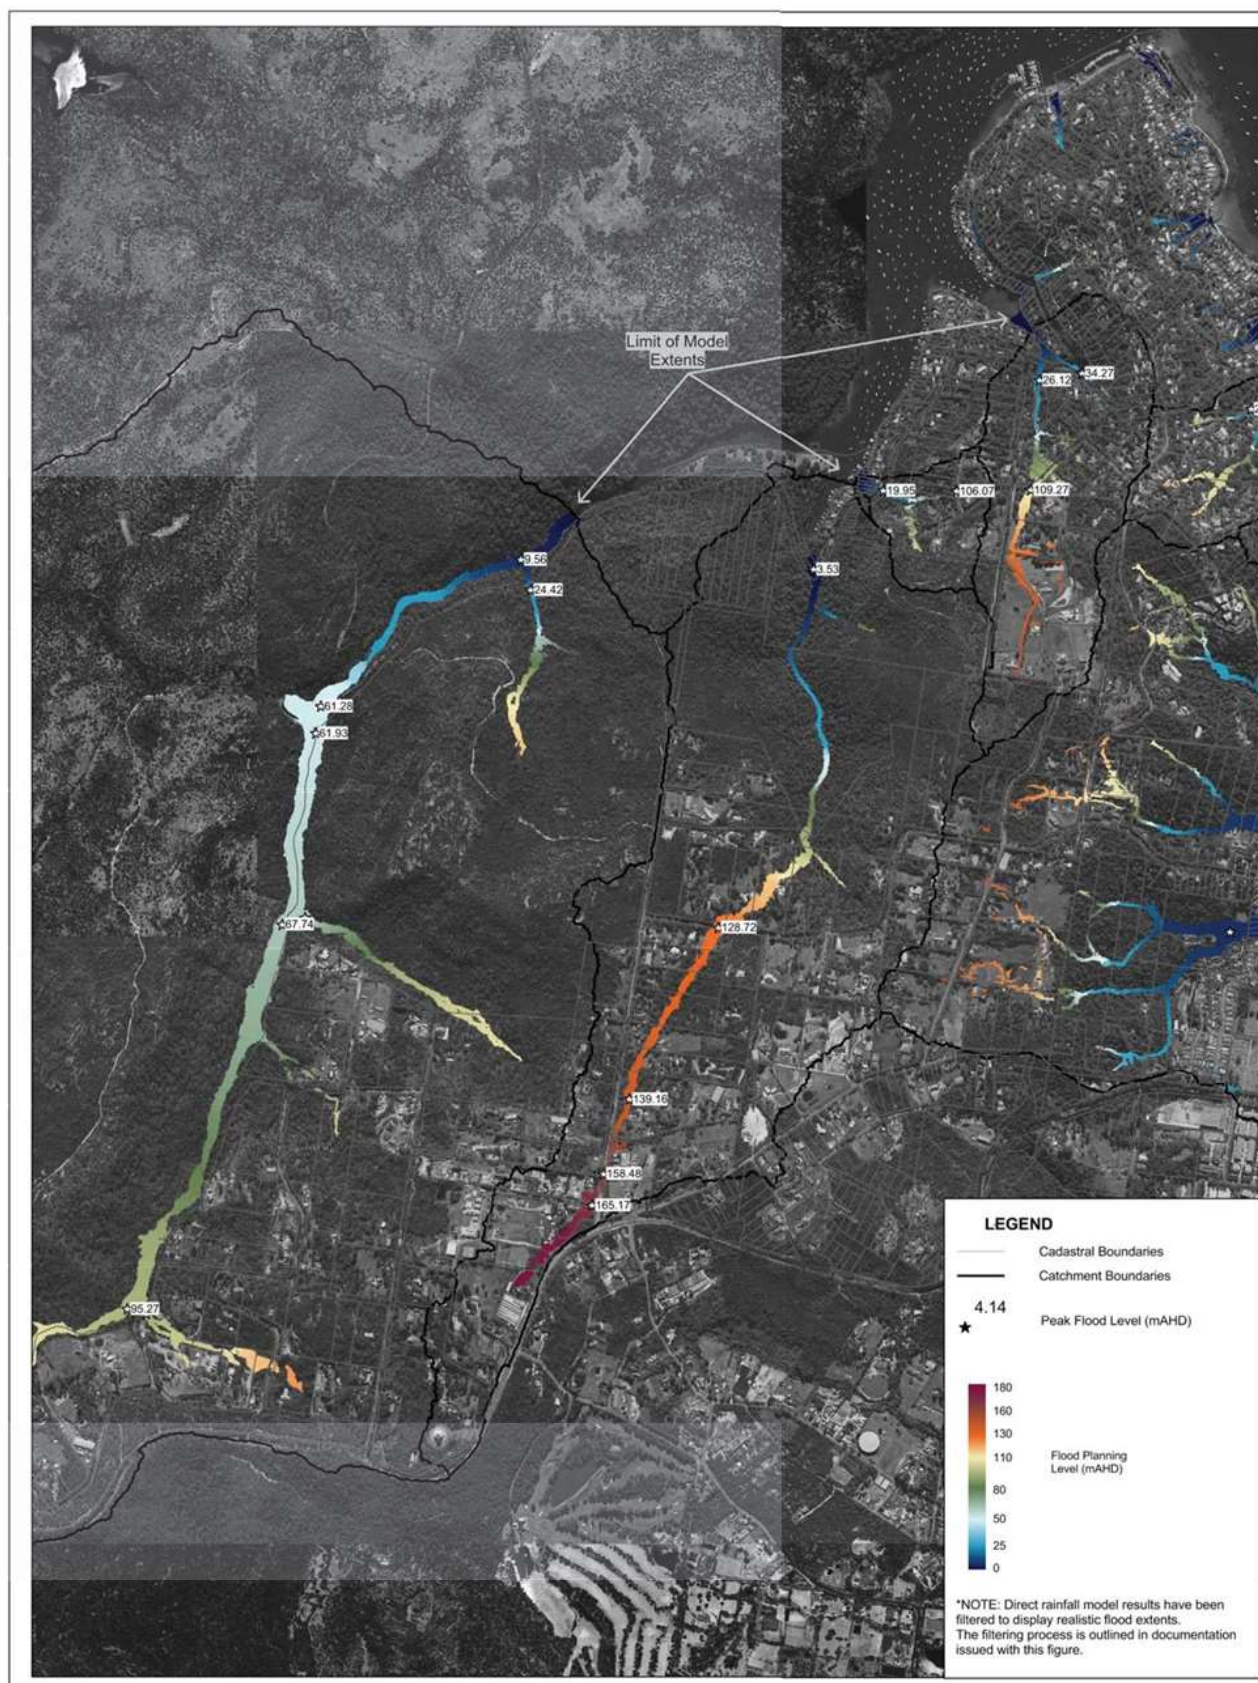 Limit of Model
Extents
34.27
26.12
19.95
106.07
109.27
9.56
3.53
24.42
61.28
61.93
67.74
128.72
139.16
158.48
165.17
95.27
LEGEND
Cadastral Boundaries
Catchment Boundaries
4.14
Peak Flood Level (mAHD)
180
160
130
110
80
50
25
0
Flood Planning
Level (mAHD)
*NOTE: Direct rainfall model results have been
filtered to display realistic flood extents.
The filtering process is outlined in documentation
issued with this figure.